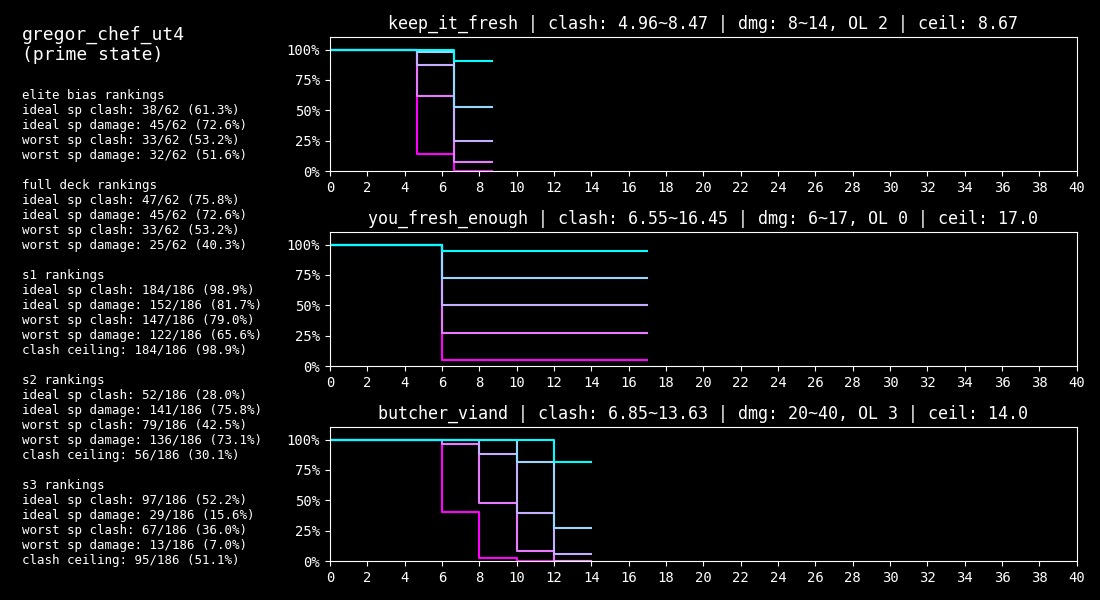 gregor_chef_ut4
(prime state)
elite bias rankings
ideal sp clash: 38/62 (61.3%)
ideal sp damage: 45/62 (72.6%)
worst sp clash: 33/62 (53.2%)
worst sp damage: 32/62 (51.6%)
full deck rankings
ideal sp clash: 47/62 (75.8%)
ideal sp damage: 45/62 (72.6%)
worst sp clash: 33/62 (53.2%)
worst sp damage: 25/62 (40.3%)
s1 rankings
ideal sp clash: 184/186 (98.9%)
ideal sp damage: 152/186 (81.7%)
worst sp clash: 147/186 (79.0%)
worst sp damage: 122/186 (65.6%)
clash ceiling: 184/186 (98.9%)
s2 rankings
ideal sp clash: 52/186 (28.0%)
ideal sp damage: 141/186 (75.8%)
worst sp clash: 79/186 (42.5%)
worst sp damage: 136/186 (73.1%)
clash ceiling: 56/186 (30.1%)
s3 rankings
ideal sp clash: 97/186 (52.2%)
ideal sp damage: 29/186 (15.6%)
worst sp clash: 67/186 (36.0%)
worst sp damage: 13/186 (7.0%)
clash ceiling: 95/186 (51.1%)
keep_it_fresh | clash: 4.96~8.47 | dmg: 8~14, OL 2 | ceil: 8.67
100%
75%
50%
25%
0%
0 2 4 6 8 10 12 14 16 18 20 22 24 26 28 30 32 34 36 38 40
you_fresh_enough | clash: 6.55~16.45 | dmg: 6~17, OL 0 | ceil: 17.0
100%
75%
50%
25%
0%
0 2 4 6 8 10 12 14 16 18 20 22 24 26 28 30 32 34 36 38 40
butcher_viand | clash: 6.85~13.63 | dmg: 20~40, OL 3 | ceil: 14.0
100%
75%
50%
25%
0%
0 2 4 6 8 10 12 14 16 18 20 22 24 26 28 30 32 34 36 38 40